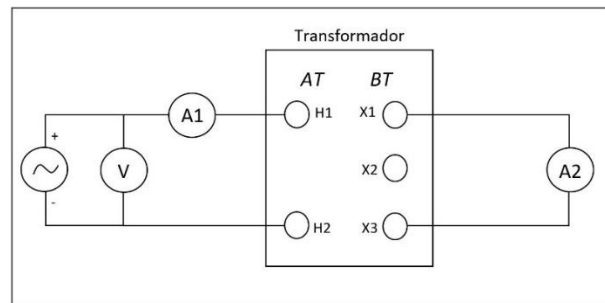 Transformador
AT BT
A1 H1 X1
+
V X2 A2
-
H2 X3